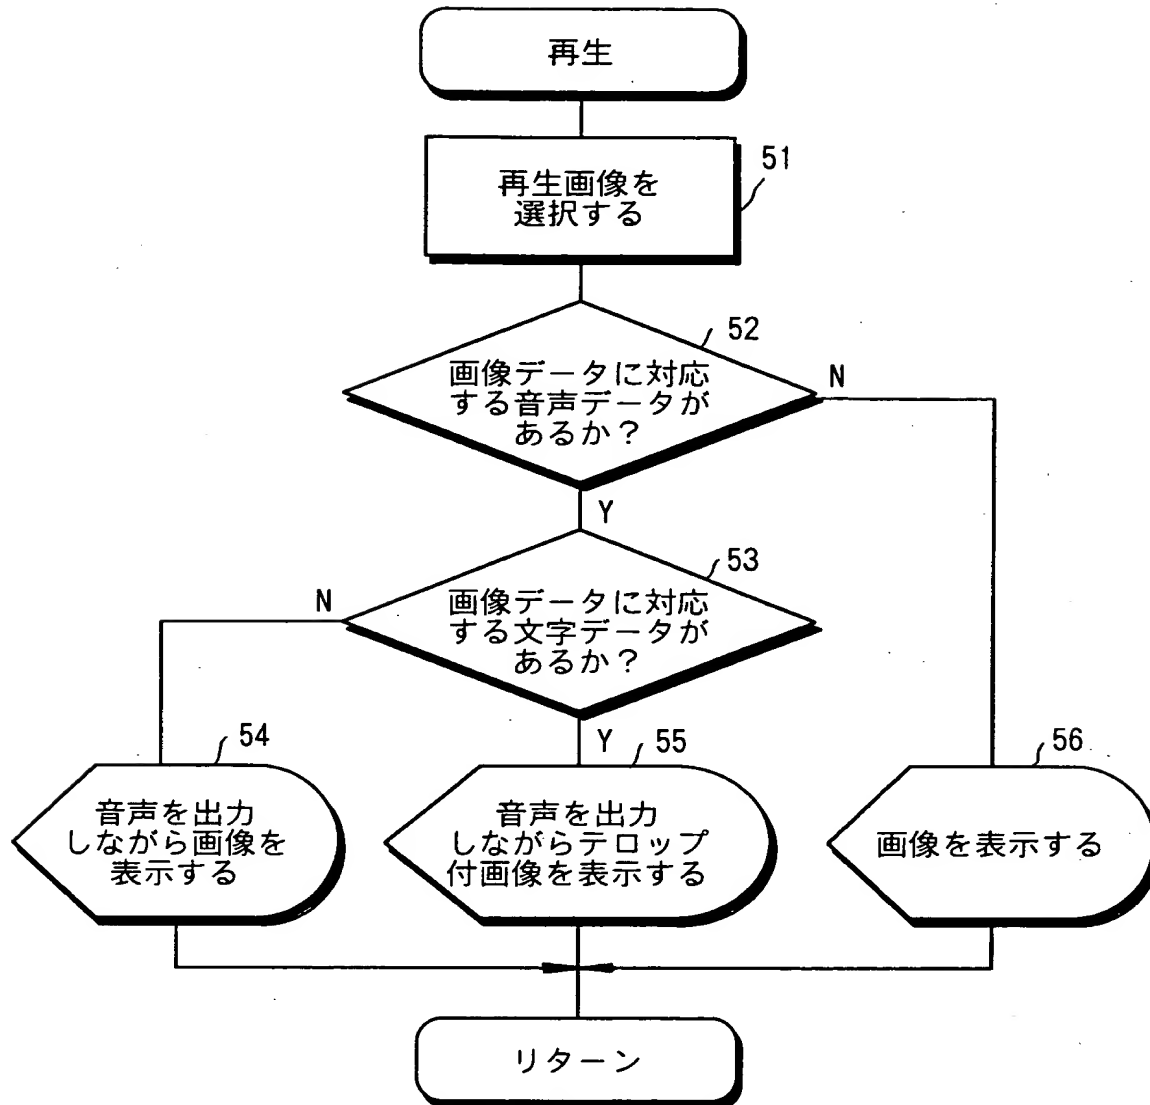 再生
51
再生画像を
選択する
52
画像データに対応
する音声データが
あるか？
N
Y
53
画像データに対応
する文字データが
あるか？
N
Y
54
音声を出力
しながら画像を
表示する
55
音声を出力
しながらテロップ
付画像を表示する
56
画像を表示する
リターン